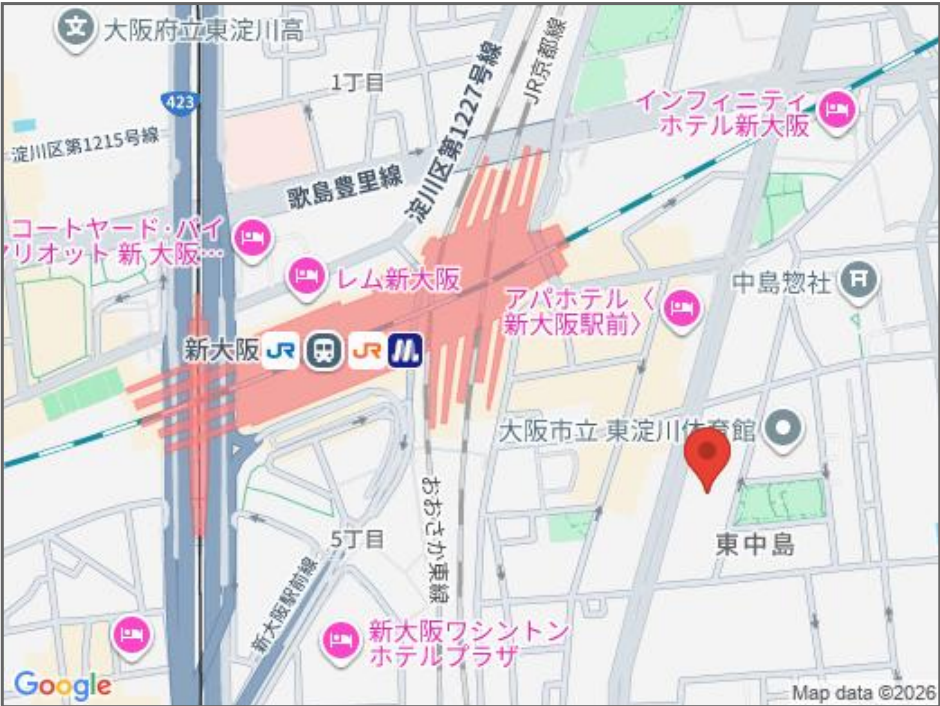 大阪府立東淀川高
423
1丁目
淀川区第1227号線
JR京都線
インフィニティ
ホテル新大阪
淀川区第1215号線
歌島豊里線
コートヤード・バイ
リオット 新 大阪…
レム新大阪
アパホテル〈
新大阪駅前〉
中島惣社
新大阪 JR JR
大阪市立 東淀川体育館
おおさか東線
5丁目
東中島
新大阪駅前線
新大阪ワシントン
ホテルプラザ
Google
Map data ©2026